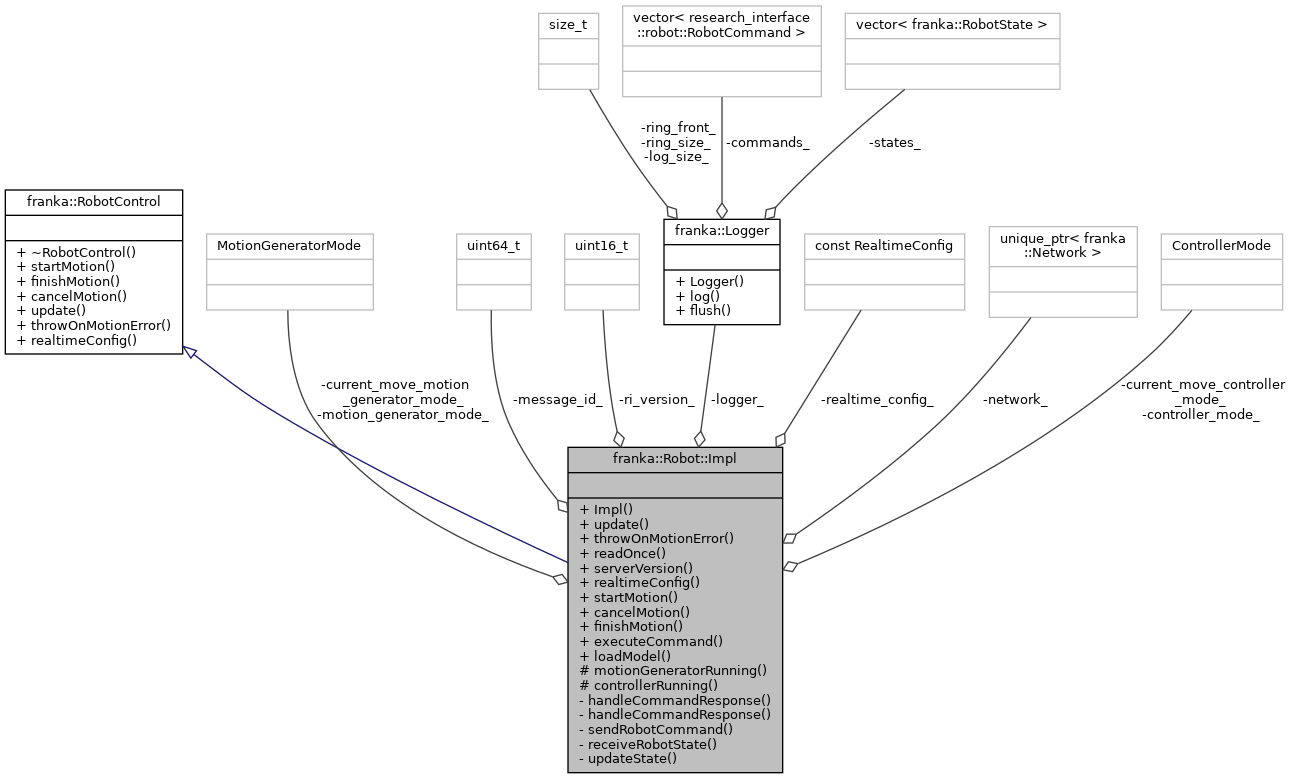 size_t
vector< research_interface
::robot::RobotCommand >
vector< franka::RobotState >
-ring_front_
-ring_size_
-log_size_
-commands_
-states_
franka::RobotControl
+ ~RobotControl()
+ startMotion()
+ finishMotion()
+ cancelMotion()
+ update()
+ throwOnMotionError()
+ realtimeConfig()
MotionGeneratorMode
uint64_t
uint16_t
franka::Logger
+ Logger()
+ log()
+ flush()
const RealtimeConfig
unique_ptr< franka
::Network >
ControllerMode
-current_move_motion
_generator_mode_
-motion_generator_mode_
-message_id_
-ri_version_
-logger_
-realtime_config_
-network_
-current_move_controller
_mode_
-controller_mode_
franka::Robot::Impl
+ Impl()
+ update()
+ throwOnMotionError()
+ readOnce()
+ serverVersion()
+ realtimeConfig()
+ startMotion()
+ cancelMotion()
+ finishMotion()
+ executeCommand()
+ loadModel()
# motionGeneratorRunning()
# controllerRunning()
- handleCommandResponse()
- handleCommandResponse()
- sendRobotCommand()
- receiveRobotState()
- updateState()